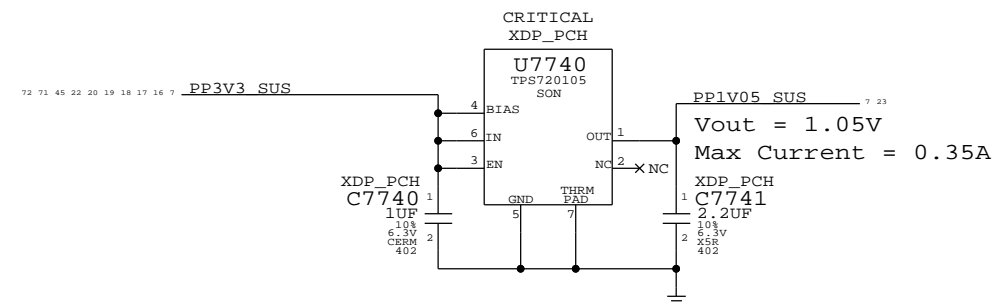 CRITICAL
XDP_PCH
U7740
TPS720105
SON
72 71 45 22 20 19 18 17 16 7 PP3V3_SUS
PP1V05_SUS 7 23
4 BIAS
Vout = 1.05V
6 IN
OUT 1
Max Current = 0.35A
3 EN
NC 2 NC
XDP_PCH
C7740 1
1UF
10%
6.3V
CERM 2
402
GND
THRM
PAD
5 7
XDP_PCH
1 C7741
2.2UF
10%
6.3V
2 X5R
402